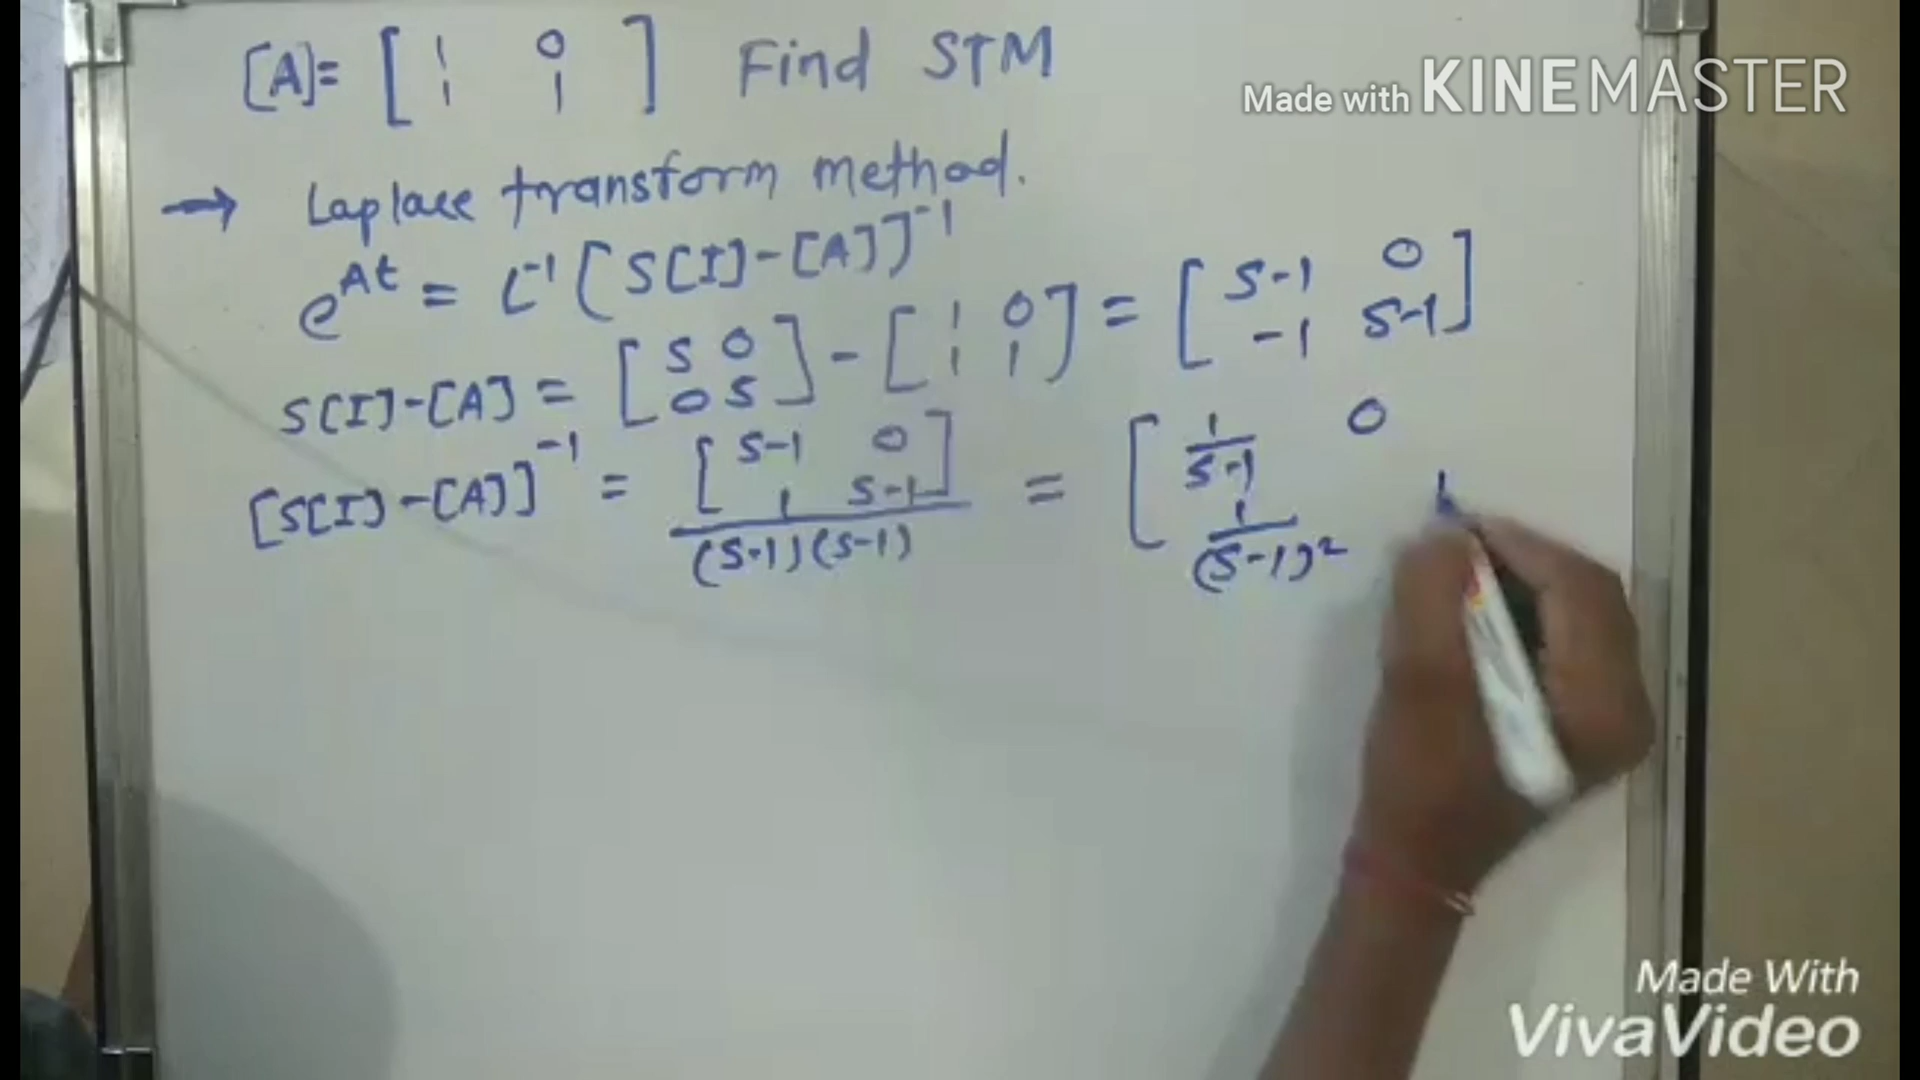 [A]= [ 1 0 ] Find STM
1 1
Made with KINEMASTER
→ Laplace transform method.
e^At = L^-1 [S[I]-[A]]^-1
S[I]-[A] = [ S 0 ] - [ 1 0 ] = [ S-1 0 ]
0 S 1 1 -1 S-1
[S[I]-[A]]^-1 = [ S-1 0 ] = [ 1/S-1 0
1 S-1 1/(S-1)² 1
(S-1)(S-1)
Made With
VivaVideo